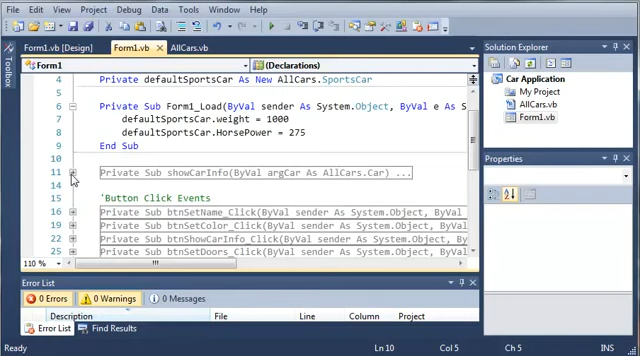 File Edit View Project Build Debug Data Tools Window Help
Form1.vb [Design] Form1.vb AllCars.vb
Solution Explorer
Toolbox
Form1 (Declarations)
4 Private defaultSportsCar As New AllCars.SportsCar
5
6 Private Sub Form1_Load(ByVal sender As System.Object, ByVal e As S
7 defaultSportsCar.weight = 1000
8 defaultSportsCar.HorsePower = 275
9 End Sub
10
11 Private Sub showCarInfo(ByVal argCar As AllCars.Car) ...
14
15 'Button Click Events
16 Private Sub btnSetName_Click(ByVal sender As System.Object, ByVal
19 Private Sub btnSetColor_Click(ByVal sender As System.Object, ByVal
22 Private Sub btnShowCarInfo_Click(ByVal sender As System.Object, By
25 Private Sub btnSetDoors_Click(ByVal sender As System.Object, ByVal
110 %
Car Application
My Project
AllCars.vb
Form1.vb
Properties
Error List
0 Errors 0 Warnings 0 Messages
Description File Line Column Project
Error List Find Results
Ready Ln 10 Col 5 Ch 5 INS